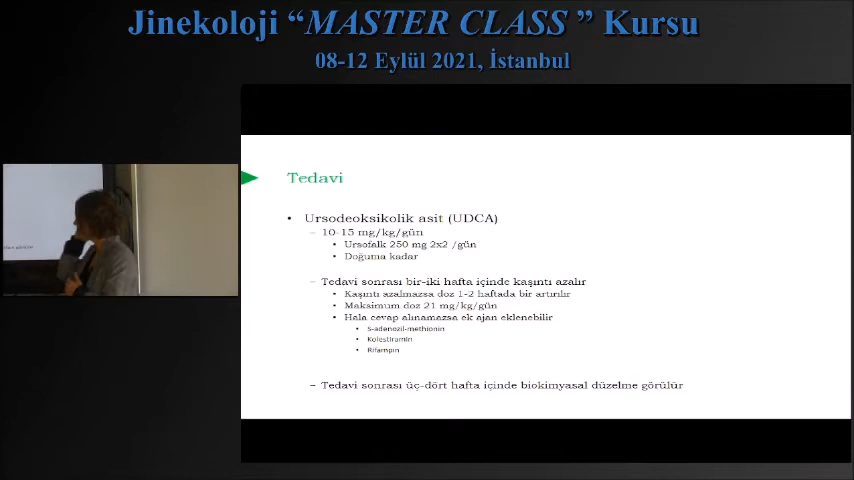 Jinekoloji “MASTER CLASS ” Kursu
08-12 Eylül 2021, İstanbul
Tedavi
• Ursodeoksikolik asit (UDCA)
– 10-15 mg/kg/gün
• Ursofalk 250 mg 2x2 /gün
• Doğuma kadar
– Tedavi sonrası bir-iki hafta içinde kaşıntı azalır
• Kaşıntı azalmazsa doz 1-2 haftada bir artırılır
• Maksimum doz 21 mg/kg/gün
• Hala cevap alınamazsa ek ajan eklenebilir
• S-adenozil-methionin
• Kolestiramin
• Rifampin
– Tedavi sonrası üç-dört hafta içinde biokimyasal düzelme görülür